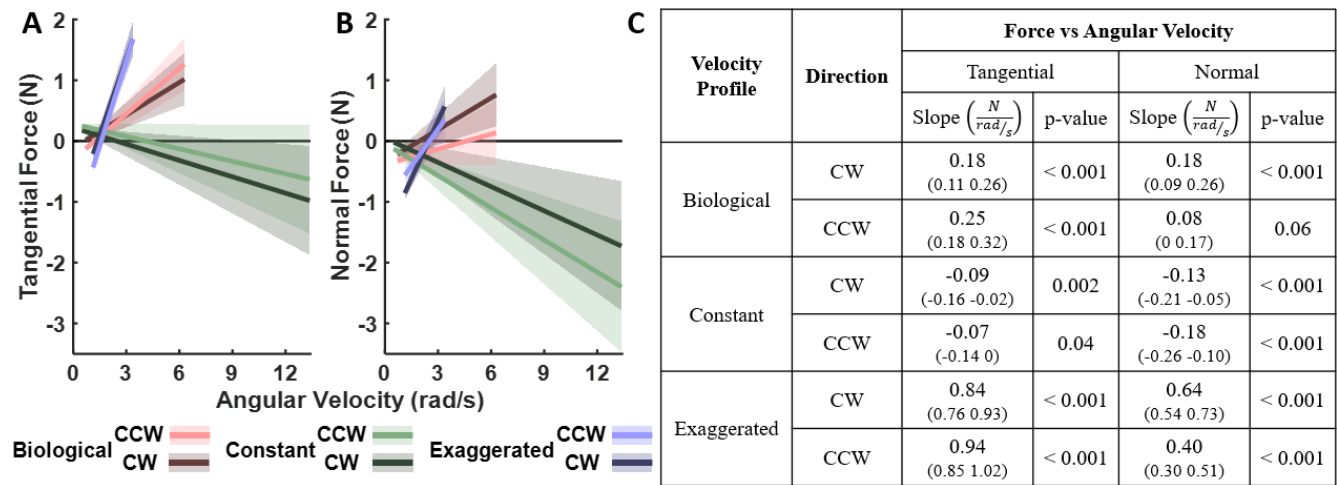 A
Tangential Force (N)
2
1
0
-1
-2
-3
0 3 6 9 12
B
Normal Force (N)
2
1
0
-1
-2
-3
0 3 6 9 12
Angular Velocity (rad/s)
Biological CCW CW
Constant CCW CW
Exaggerated CCW CW
C
Velocity Profile Direction Force vs Angular Velocity
Tangential Normal
Slope (N/rad/s) p-value Slope (N/rad/s) p-value
Biological
CW 0.18 < 0.001 0.18 < 0.001
(0.11 0.26) (0.09 0.26)
CCW 0.25 < 0.001 0.08 0.06
(0.18 0.32) (0 0.17)
Constant
CW -0.09 0.002 -0.13 < 0.001
(-0.16 -0.02) (-0.21 -0.05)
CCW -0.07 0.04 -0.18 < 0.001
(-0.14 0) (-0.26 -0.10)
Exaggerated
CW 0.84 < 0.001 0.64 < 0.001
(0.76 0.93) (0.54 0.73)
CCW 0.94 < 0.001 0.40 < 0.001
(0.85 1.02) (0.30 0.51)